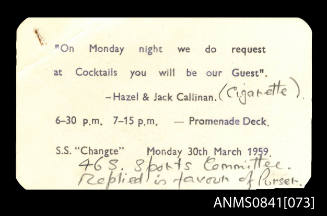 "On Monday night we do request
at Cocktails you will be our Guest".
—Hazel & Jack Callinan. (Cigarette).
6–30 p.m. 7–15 p.m. — Promenade Deck.
S.S. "Changte" Monday 30th March 1959.
Sports Committee.
Replied in favour of Purser.
ANMS0841[073]